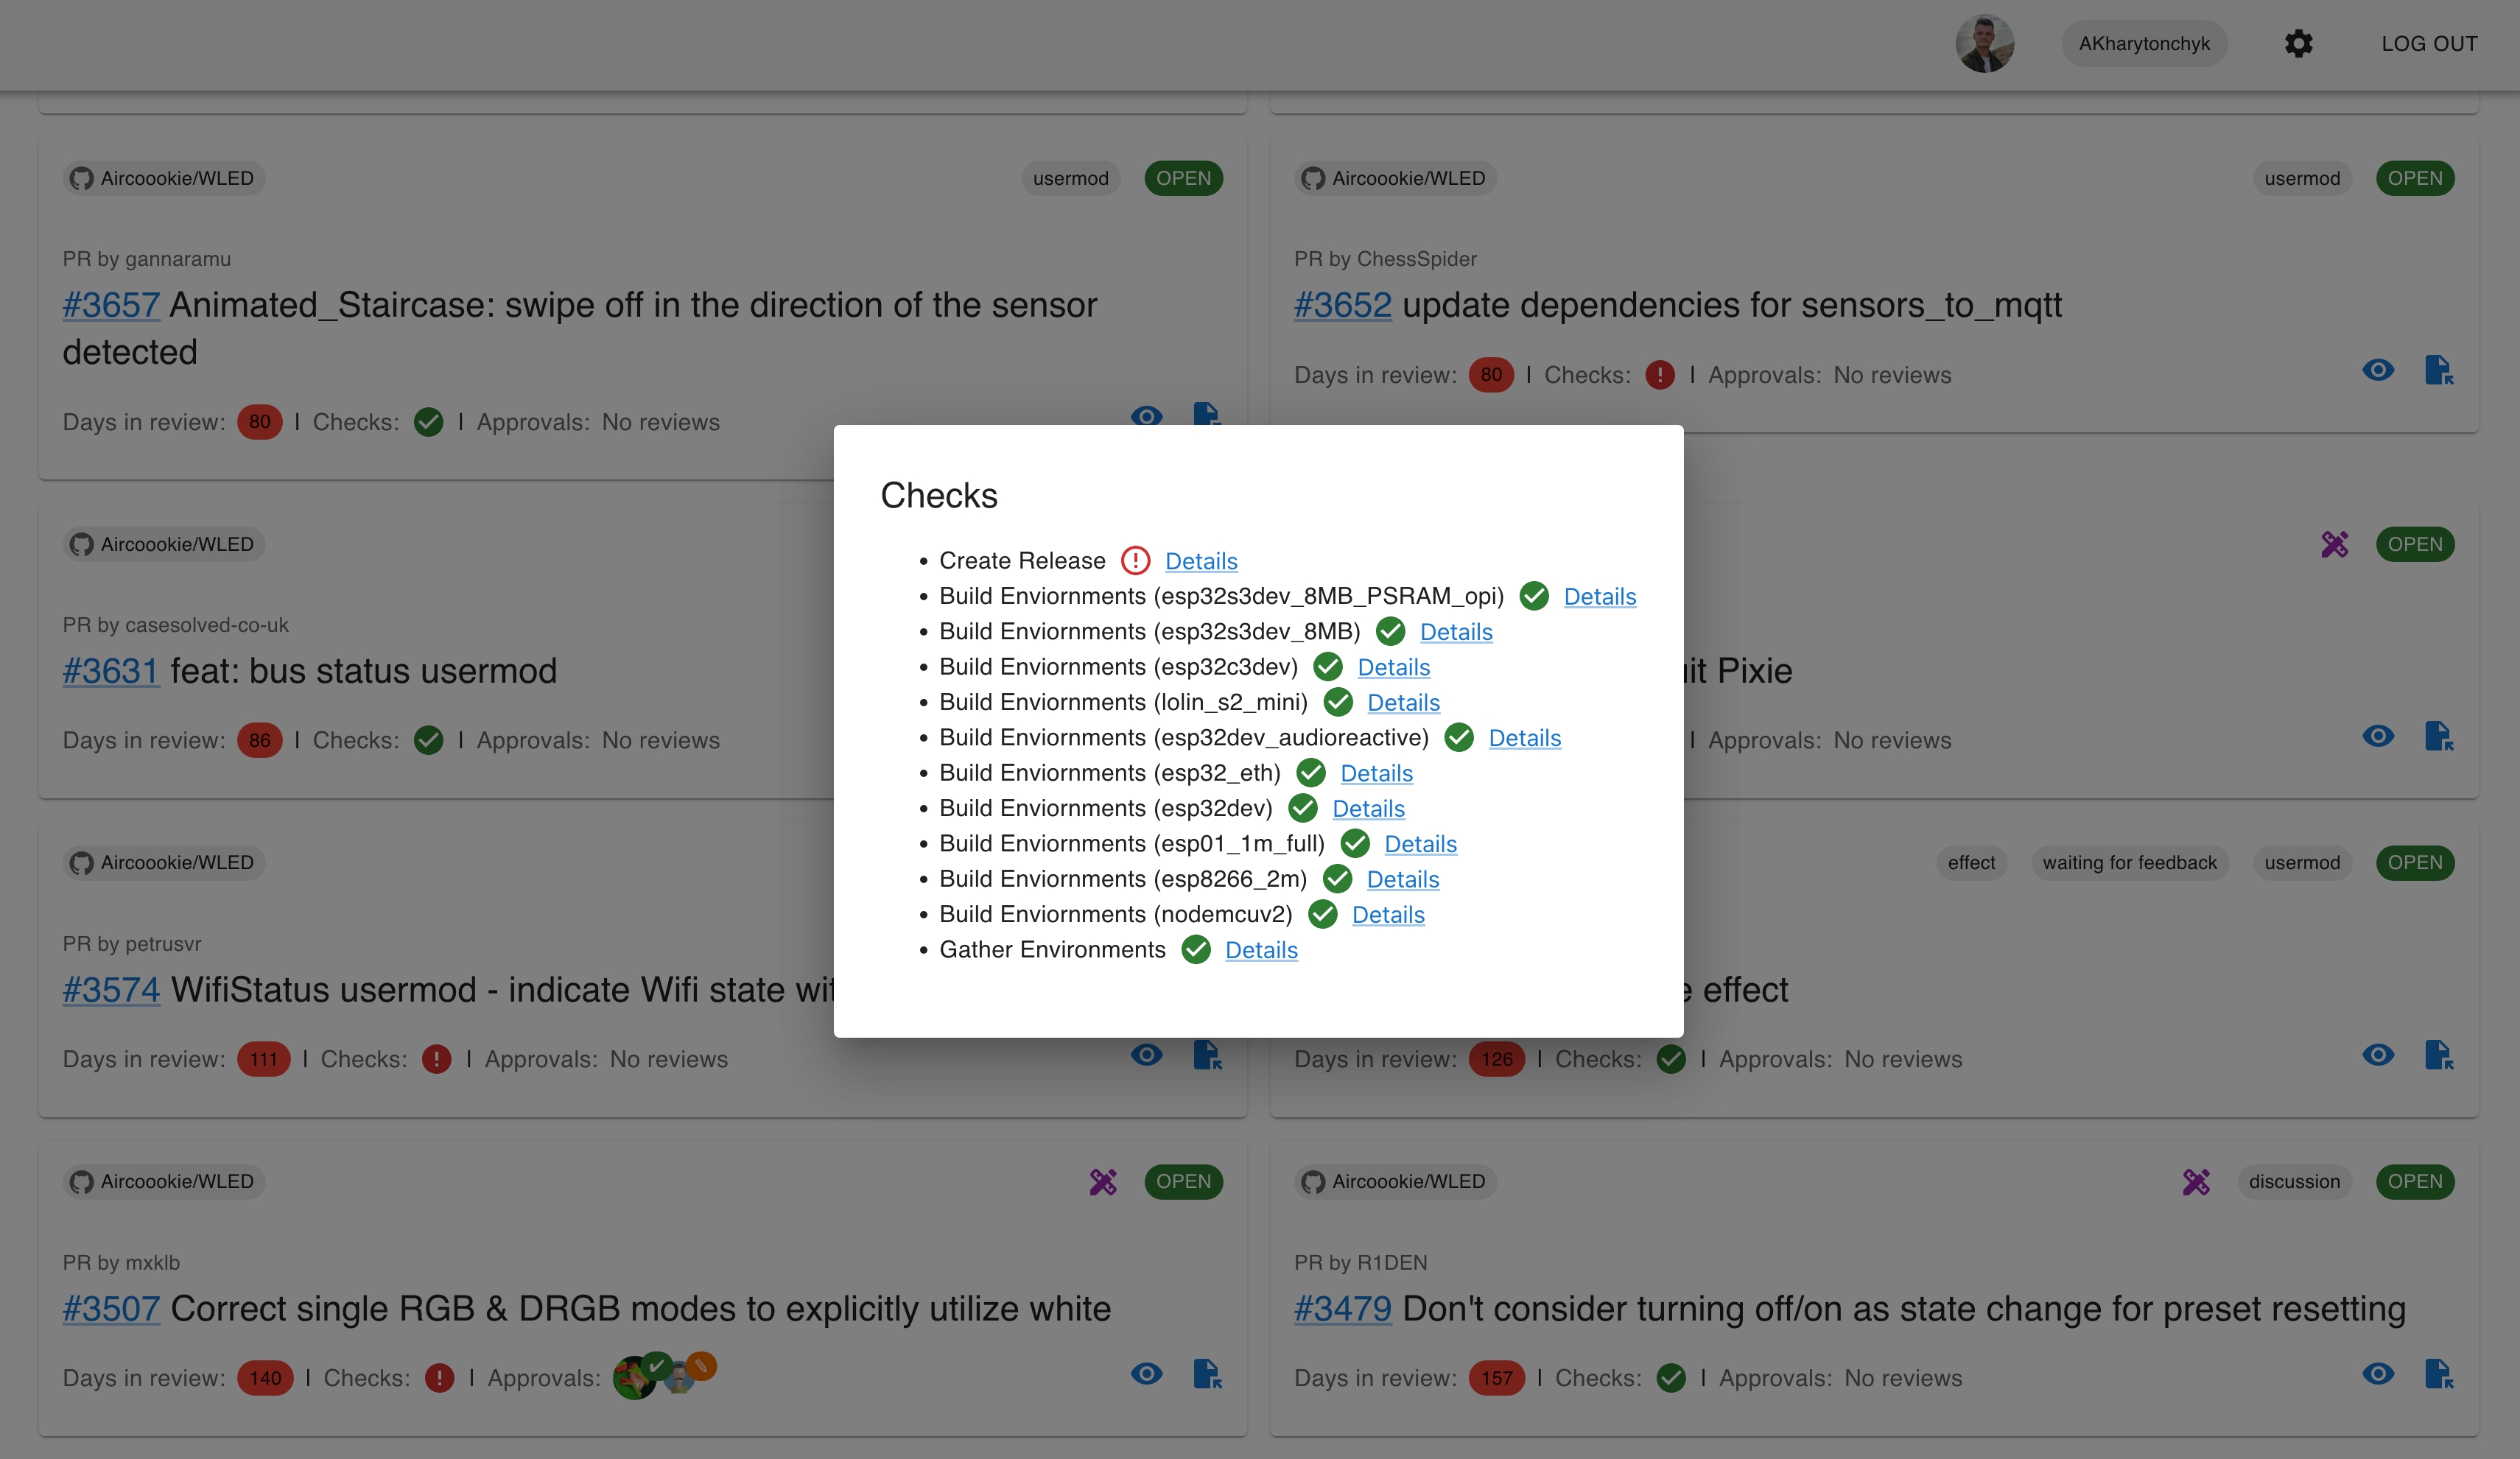 AKharytonchyk LOG OUT
Aircoookie/WLED usermod OPEN
PR by gannaramu
#3657 Animated_Staircase: swipe off in the direction of the sensor
detected
Days in review: 80 | Checks: | Approvals: No reviews
Aircoookie/WLED usermod OPEN
PR by ChessSpider
#3652 update dependencies for sensors_to_mqtt
Days in review: 80 | Checks: | Approvals: No reviews
Aircoookie/WLED
PR by casesolved-co-uk
#3631 feat: bus status usermod
Days in review: 86 | Checks: | Approvals: No reviews
OPEN
Pixie
| Approvals: No reviews
Checks
• Create Release Details
• Build Enviornments (esp32s3dev_8MB_PSRAM_opi) Details
• Build Enviornments (esp32s3dev_8MB) Details
• Build Enviornments (esp32c3dev) Details
• Build Enviornments (lolin_s2_mini) Details
• Build Enviornments (esp32dev_audioreactive) Details
• Build Enviornments (esp32_eth) Details
• Build Enviornments (esp32dev) Details
• Build Enviornments (esp01_1m_full) Details
• Build Enviornments (esp8266_2m) Details
• Build Enviornments (nodemcuv2) Details
• Gather Environments Details
Aircoookie/WLED
PR by petrusvr
#3574 WifiStatus usermod - indicate Wifi state
Days in review: 111 | Checks: | Approvals: No reviews
effect waiting for feedback usermod OPEN
effect
Days in review: 126 | Checks: | Approvals: No reviews
Aircoookie/WLED OPEN
PR by mxklb
#3507 Correct single RGB & DRGB modes to explicitly utilize white
Days in review: 140 | Checks: | Approvals:
Aircoookie/WLED discussion OPEN
PR by R1DEN
#3479 Don't consider turning off/on as state change for preset resetting
Days in review: 157 | Checks: | Approvals: No reviews